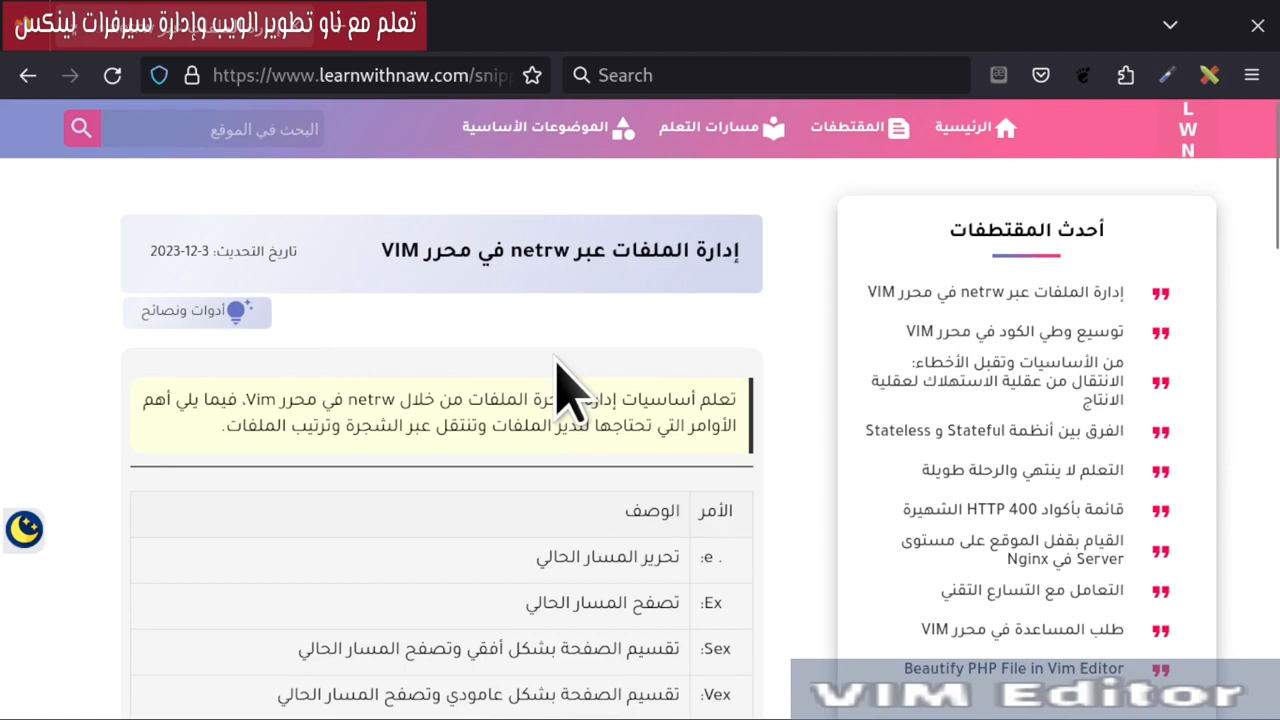 تعلم مع ناو تطوير الويب وإدارة سيرفرات لينكس
https://www.learnwithnaw.com/snipp
Search
L
W
N
الرئيسية
المقتطفات
مسارات التعلم
الموضوعات الأساسية
البحث في الموقع
إدارة الملفات عبر netrw في محرر VIM
تاريخ التحديث: 3-12-2023
أدوات ونصائح
تعلم أساسيات إدارة الملفات من خلال netrw في محرر Vim، فيما يلي أهم
الأوامر التي تحتاجها لتدير الملفات وتنتقل عبر الشجرة وترتيب الملفات.
الأمر الوصف
:e . تحرير المسار الحالي
:Ex تصفح المسار الحالي
:Sex تقسيم الصفحة بشكل أفقي وتصفح المسار الحالي
:Vex تقسيم الصفحة بشكل عامودي وتصفح المسار الحالي
أحدث المقتطفات
إدارة الملفات عبر netrw في محرر VIM
توسيع وطي الكود في محرر VIM
من الأساسيات وتقبل الأخطاء:
الانتقال من عقلية الاستهلاك لعقلية
الانتاج
الفرق بين أنظمة Stateful و Stateless
التعلم لا ينتهي والرحلة طويلة
قائمة بأكواد HTTP 400 الشهيرة
القيام بقفل الموقع على مستوى
Server في Nginx
التعامل مع التسارع التقني
طلب المساعدة في محرر VIM
Beautify PHP File in Vim Editor
VIM Editor